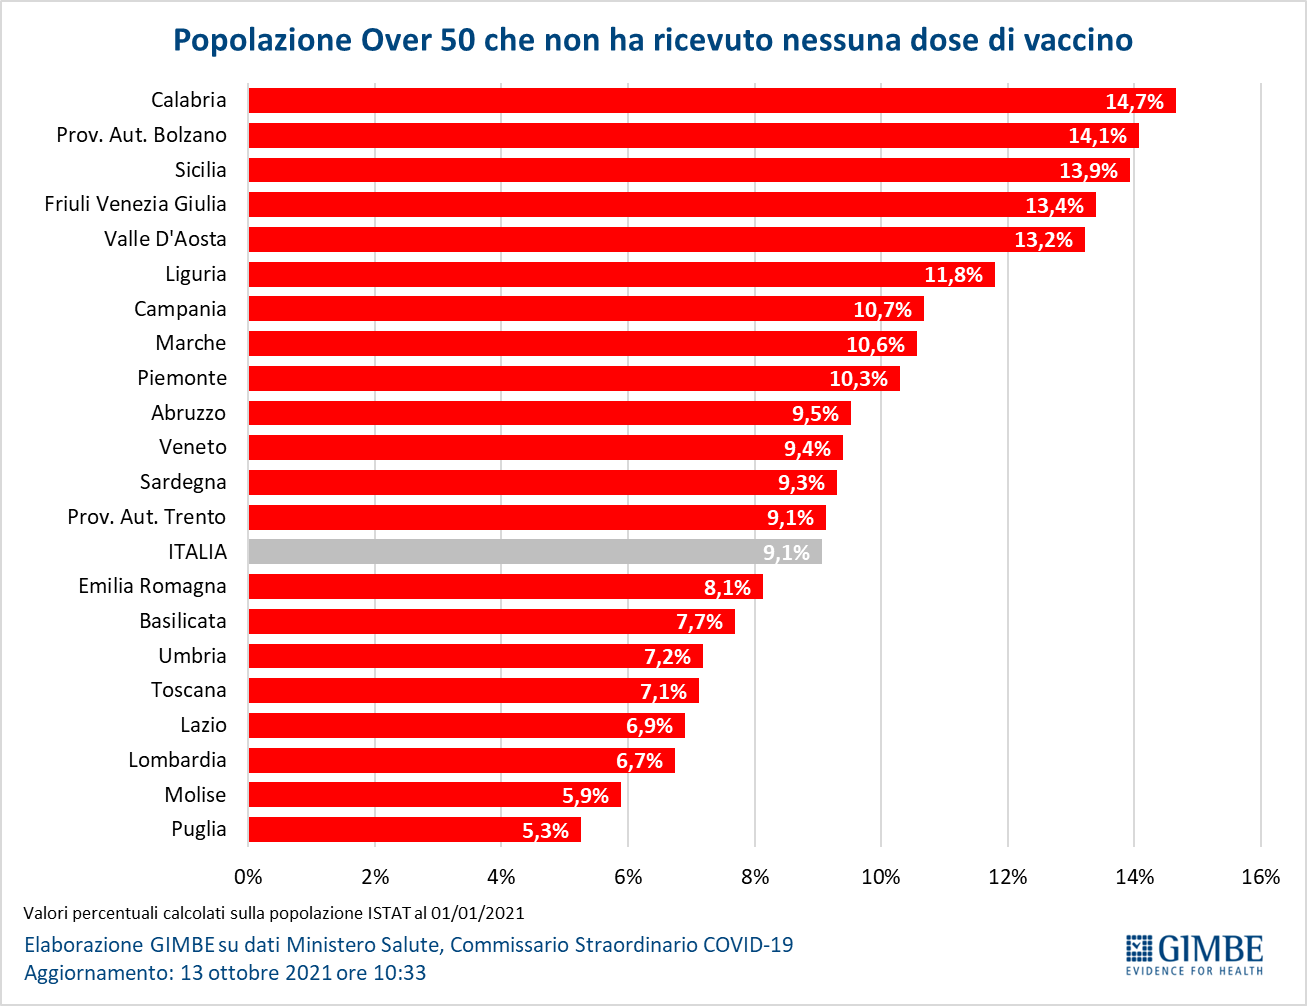 Popolazione Over 50 che non ha ricevuto nessuna dose di vaccino
Calabria 14,7%
Prov. Aut. Bolzano 14,1%
Sicilia 13,9%
Friuli Venezia Giulia 13,4%
Valle D'Aosta 13,2%
Liguria 11,8%
Campania 10,7%
Marche 10,6%
Piemonte 10,3%
Abruzzo 9,5%
Veneto 9,4%
Sardegna 9,3%
Prov. Aut. Trento 9,1%
ITALIA 9,1%
Emilia Romagna 8,1%
Basilicata 7,7%
Umbria 7,2%
Toscana 7,1%
Lazio 6,9%
Lombardia 6,7%
Molise 5,9%
Puglia 5,3%
0% 2% 4% 6% 8% 10% 12% 14% 16%
Valori percentuali calcolati sulla popolazione ISTAT al 01/01/2021
Elaborazione GIMBE su dati Ministero Salute, Commissario Straordinario COVID-19
Aggiornamento: 13 ottobre 2021 ore 10:33
GIMBE
EVIDENCE FOR HEALTH